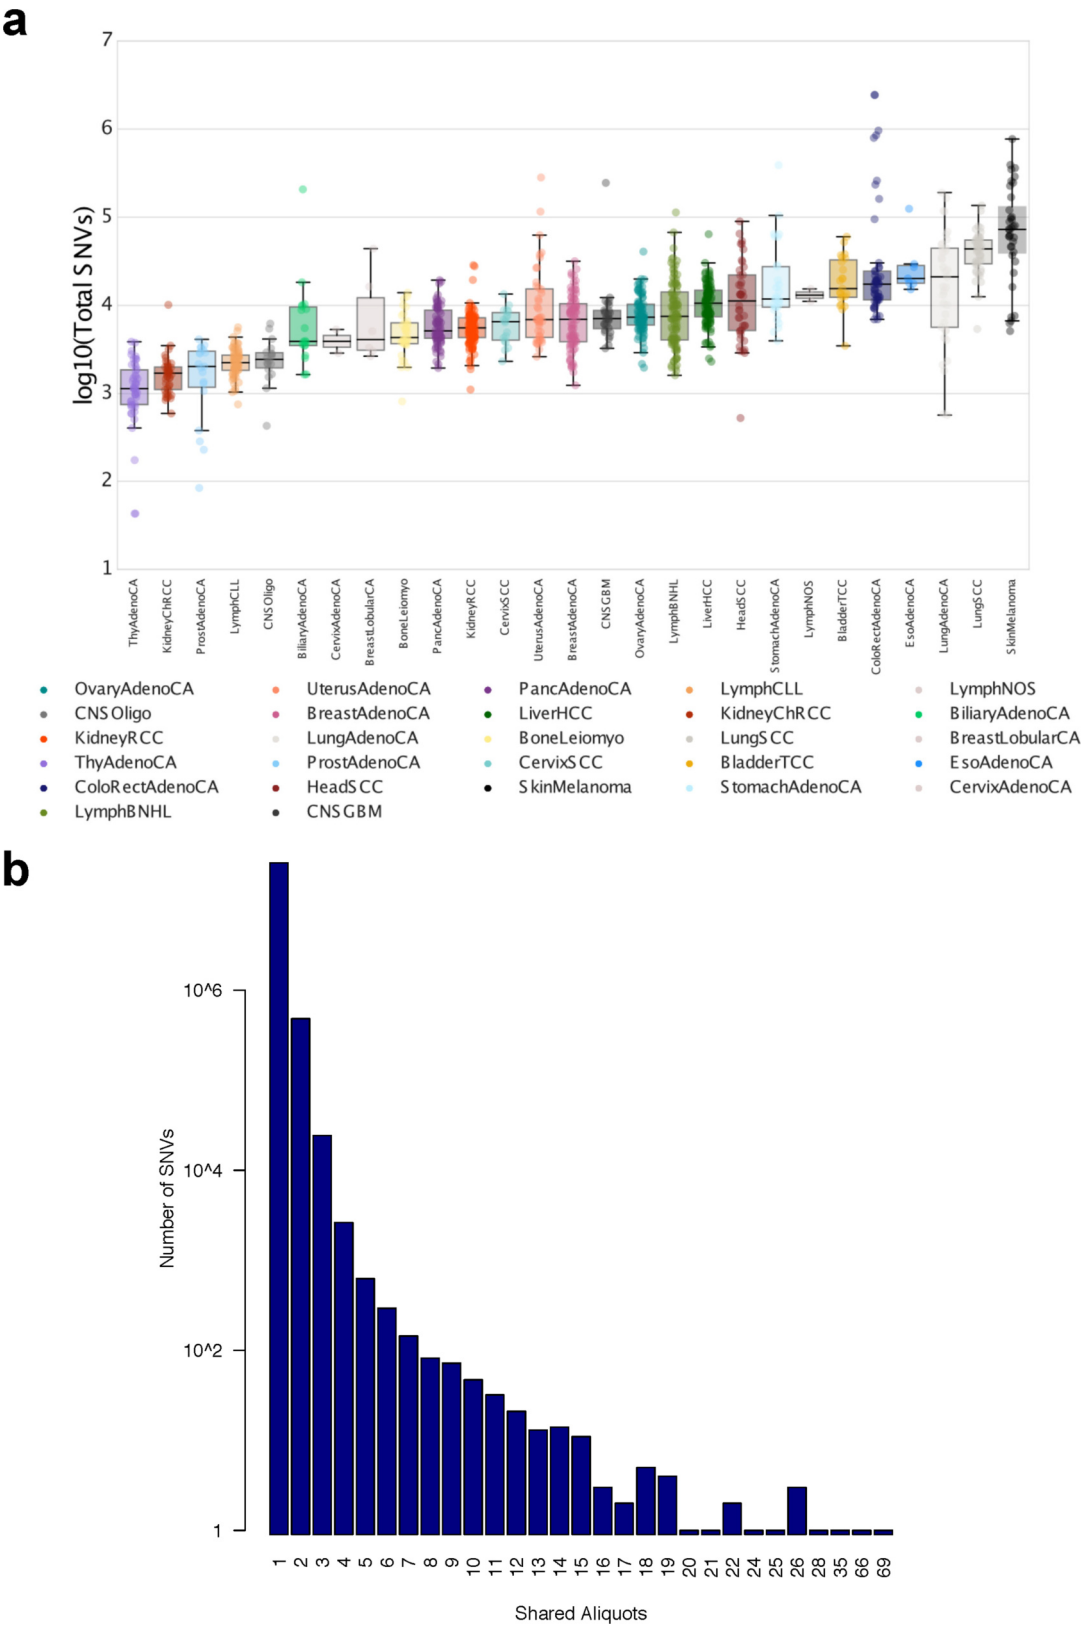 a
7
6
5
4
3
2
1
log10(Total SNVs)
ThyAdenoCA
KidneyChRCC
ProstAdenoCA
LymphCLL
CNSOligo
BiliaryAdenoCA
CervixAdenoCA
BreastLobularCA
BoneLeiomyo
PancAdenoCA
KidneyRCC
CervixSCC
UterusAdenoCA
BreastAdenoCA
CNSGBM
OvaryAdenoCA
LymphBNHL
LiverHCC
HeadSCC
StomachAdenoCA
LymphNOS
BladderTCC
ColoRectAdenoCA
EsoAdenoCA
LungAdenoCA
LungSCC
SkinMelanoma
OvaryAdenoCA UterusAdenoCA PancAdenoCA LymphCLL LymphNOS
CNSOligo BreastAdenoCA LiverHCC KidneyChRCC BiliaryAdenoCA
KidneyRCC LungAdenoCA BoneLeiomyo LungSCC BreastLobularCA
ThyAdenoCA ProstAdenoCA CervixSCC BladderTCC EsoAdenoCA
ColoRectAdenoCA HeadSCC SkinMelanoma StomachAdenoCA CervixAdenoCA
LymphBNHL CNSGBM
b
10^6
10^4
10^2
1
Number of SNVs
1 2 3 4 5 6 7 8 9 10 11 12 13 14 15 16 17 18 19 20 21 22 24 25 26 28 35 66 69
Shared Aliquots